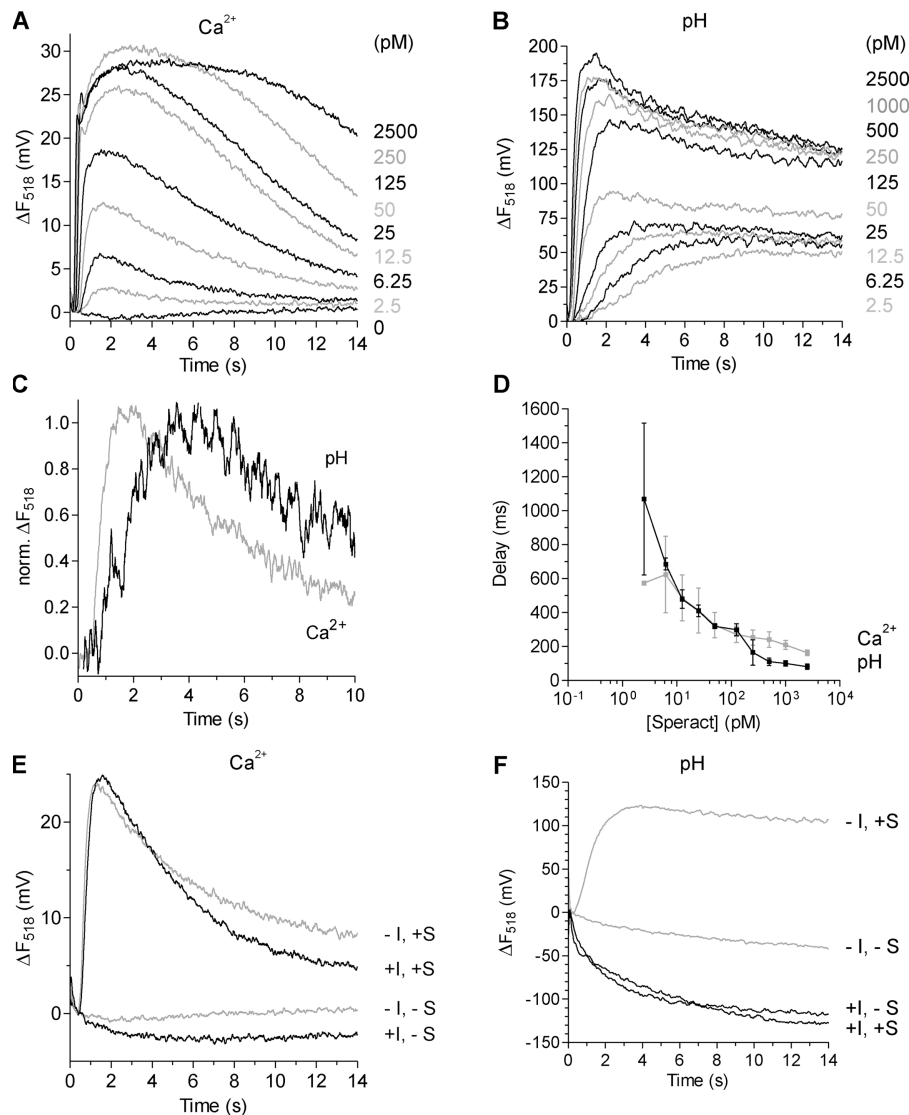 A
Ca2+
(pM)
ΔF518 (mV)
30
25
20
15
10
5
0
2500
250
125
50
25
12.5
6.25
2.5
0
0 2 4 6 8 10 12 14
Time (s)
B
pH
(pM)
ΔF518 (mV)
200
175
150
125
100
75
50
25
0
2500
1000
500
250
125
50
25
12.5
6.25
2.5
0 2 4 6 8 10 12 14
Time (s)
C
norm. ΔF518
1.0
0.8
0.6
0.4
0.2
0.0
pH
Ca2+
0 2 4 6 8 10
Time (s)
D
Delay (ms)
1600
1400
1200
1000
800
600
400
200
0
Ca2+
pH
10-1 100 101 102 103 104
[Speract] (pM)
E
Ca2+
ΔF518 (mV)
20
10
0
- I, +S
+I, +S
- I, - S
+I, - S
0 2 4 6 8 10 12 14
Time (s)
F
pH
ΔF518 (mV)
150
100
50
0
-50
-100
-150
- I, +S
- I, - S
+I, - S
+I, +S
0 2 4 6 8 10 12 14
Time (s)